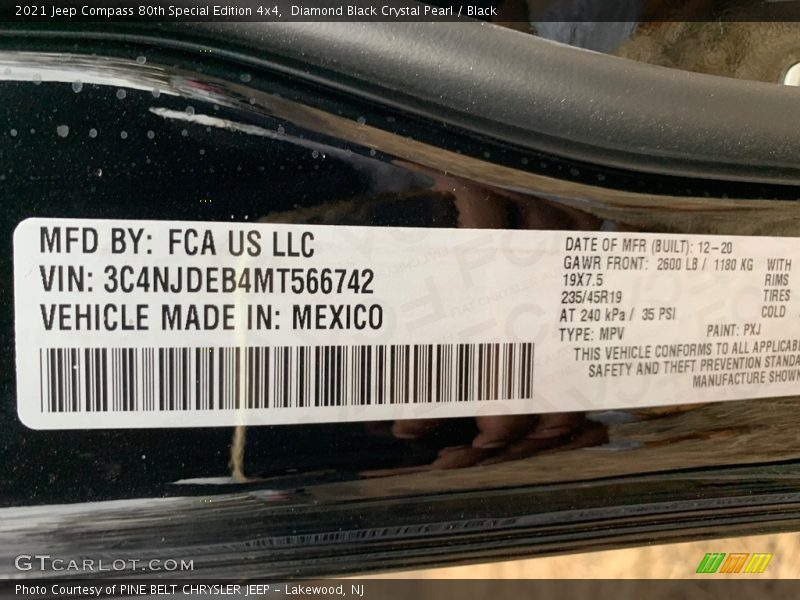 2021 Jeep Compass 80th Special Edition 4x4, Diamond Black Crystal Pearl / Black
MFD BY: FCA US LLC
VIN: 3C4NJDEB4MT566742
VEHICLE MADE IN: MEXICO
DATE OF MFR (BUILT): 12-20
GAWR FRONT: 2600 LB / 1180 KG WITH
19X7.5 RIMS
235/45R19 TIRES
AT 240 kPa / 35 PSI COLD
TYPE: MPV PAINT: PXJ
THIS VEHICLE CONFORMS TO ALL APPLICABLE
SAFETY AND THEFT PREVENTION STANDA
MANUFACTURE SHOWN
GTCARLOT.COM
Photo Courtesy of PINE BELT CHRYSLER JEEP - Lakewood, NJ